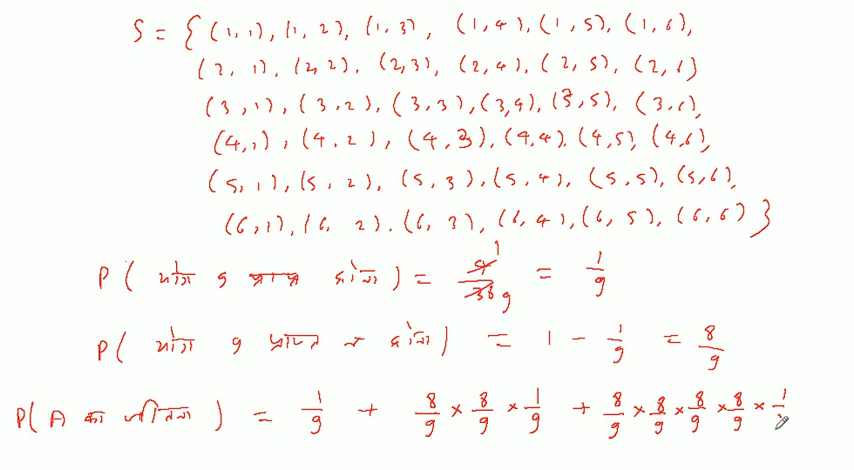 S = { (1,1), (1, 2), (1, 3), (1, 4), (1, 5), (1, 6),
(2, 1), (2, 2), (2, 3), (2, 4), (2, 5), (2, 6)
(3, 1), (3, 2), (3, 3), (3, 4), (3, 5), (3, 6),
(4, 1), (4, 2), (4, 3), (4, 4), (4, 5), (4, 6),
(5, 1), (5, 2), (5, 3), (5, 4), (5, 5), (5, 6),
(6, 1), (6, 2), (6, 3), (6, 4), (6, 5), (6, 6) }
P( योग 9 प्राप्त होना ) = 4/36 = 1/9
P( योग 9 प्राप्त न होना ) = 1 - 1/9 = 8/9
P( A का जीतना ) = 1/9 + 8/9 × 8/9 × 1/9 + 8/9 × 8/9 × 8/9 × 8/9 × 1